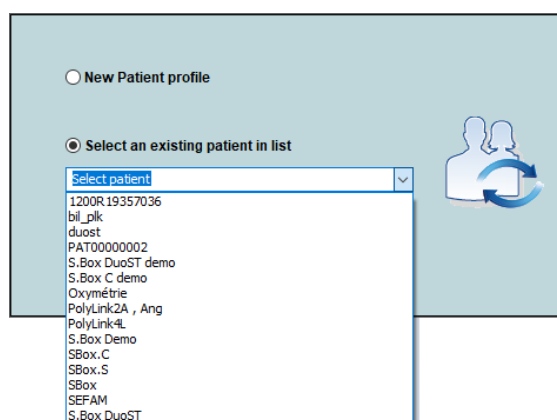 New Patient profile
Select an existing patient in list
Select patient
1200R19357036
bil_plk
duost
PAT00000002
S.Box DuoST demo
S.Box C demo
Oxymétrie
PolyLink2A , Ang
PolyLink4L
S.Box Demo
SBox.C
SBox.S
SBox
SEFAM
S.Box DuoST